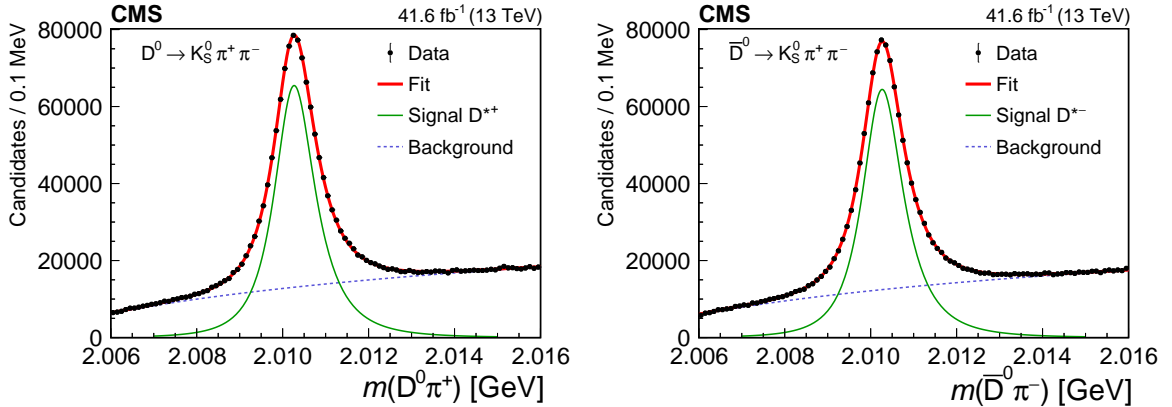 CMS 41.6 fb⁻¹ (13 TeV)
Candidates / 0.1 MeV
80000
60000
40000
20000
0
D⁰ → K⁰_S π⁺ π⁻
Data
Fit
Signal D*⁺
Background
2.006 2.008 2.010 2.012 2.014 2.016
m(D⁰π⁺) [GeV]
CMS 41.6 fb⁻¹ (13 TeV)
Candidates / 0.1 MeV
80000
60000
40000
20000
0
D̅⁰ → K⁰_S π⁺ π⁻
Data
Fit
Signal D*⁻
Background
2.006 2.008 2.010 2.012 2.014 2.016
m(D̅⁰π⁻) [GeV]